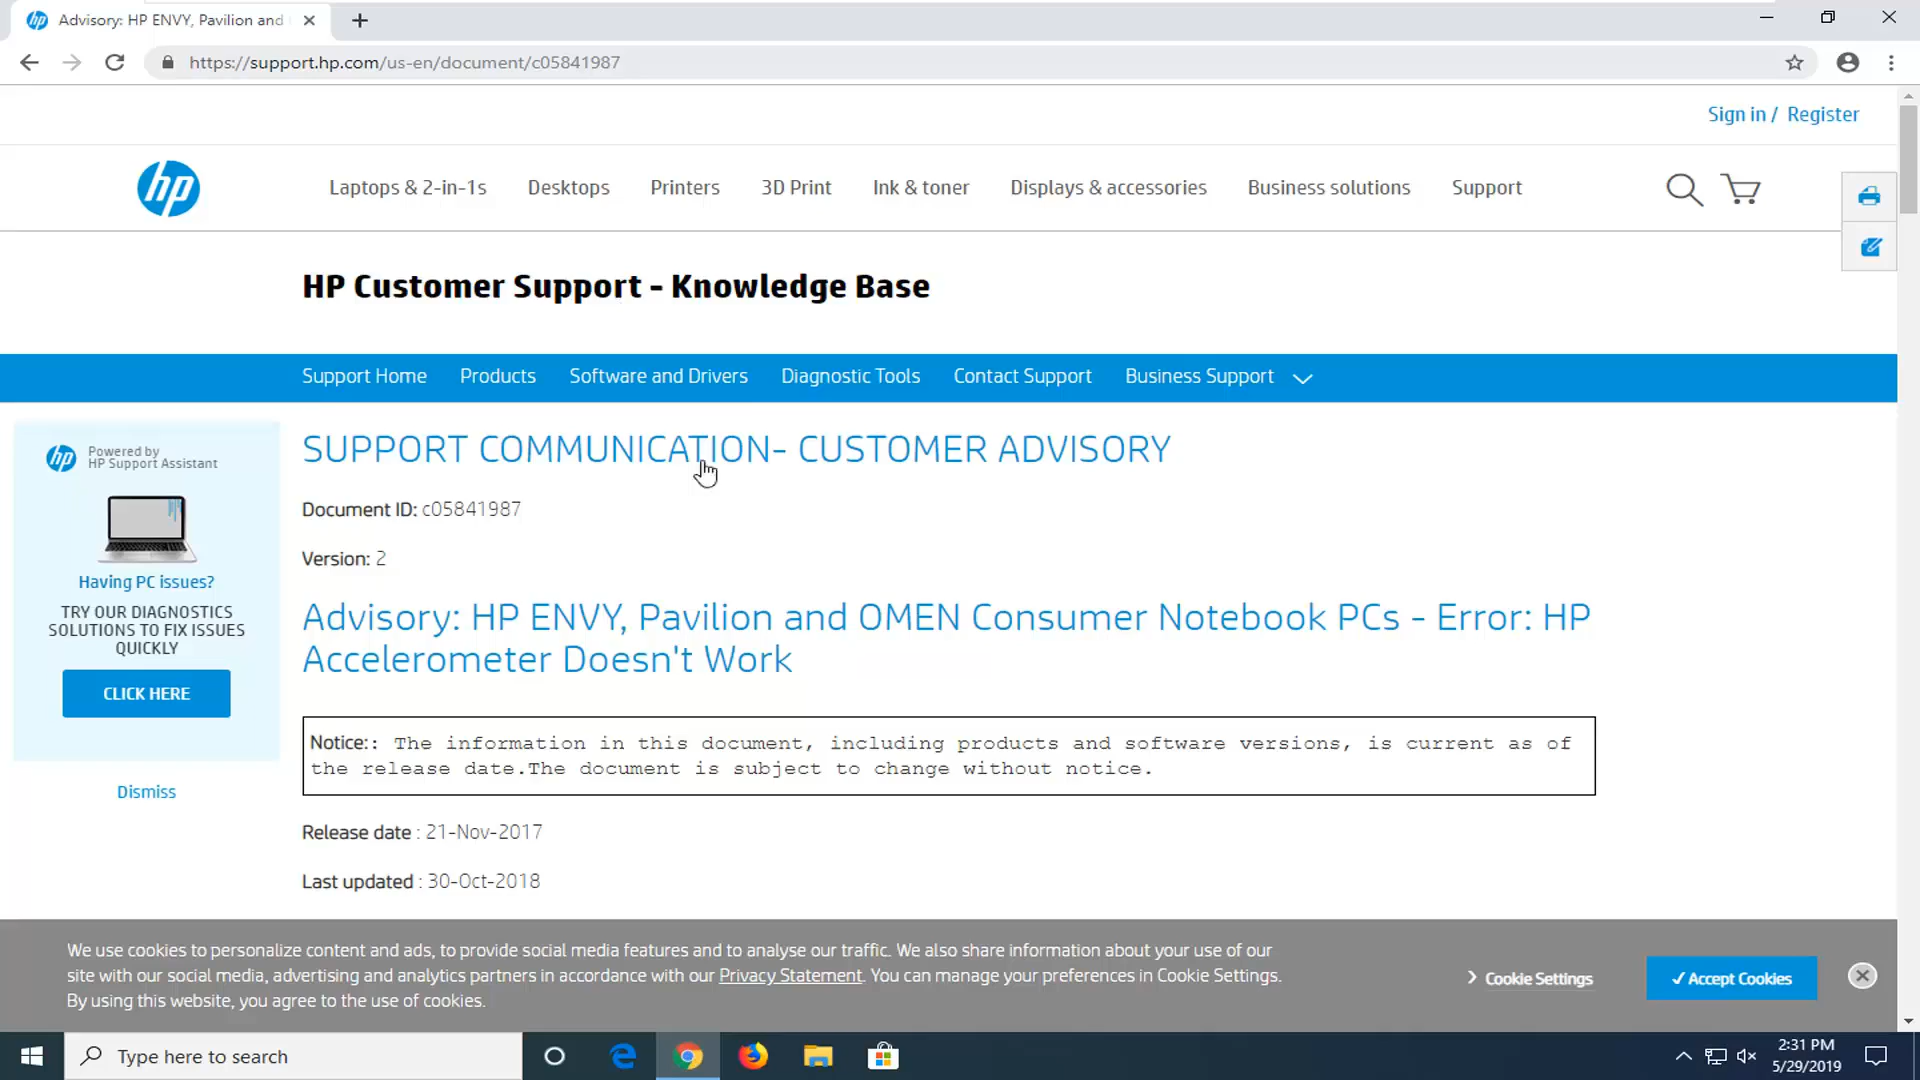 Advisory: HP ENVY, Pavilion and
https://support.hp.com/us-en/document/c05841987
Sign in / Register
hp
Laptops & 2-in-1s Desktops Printers 3D Print Ink & toner Displays & accessories Business solutions Support
HP Customer Support - Knowledge Base
Support Home Products Software and Drivers Diagnostic Tools Contact Support Business Support
hp Powered by
HP Support Assistant
Having PC issues?
TRY OUR DIAGNOSTICS
SOLUTIONS TO FIX ISSUES
QUICKLY
CLICK HERE
Dismiss
SUPPORT COMMUNICATION- CUSTOMER ADVISORY
Document ID: c05841987
Version: 2
Advisory: HP ENVY, Pavilion and OMEN Consumer Notebook PCs - Error: HP
Accelerometer Doesn't Work
Notice:: The information in this document, including products and software versions, is current as of
the release date.The document is subject to change without notice.
Release date : 21-Nov-2017
Last updated : 30-Oct-2018
We use cookies to personalize content and ads, to provide social media features and to analyse our traffic. We also share information about your use of our
site with our social media, advertising and analytics partners in accordance with our Privacy Statement. You can manage your preferences in Cookie Settings.
By using this website, you agree to the use of cookies.
Cookie Settings
Accept Cookies
Type here to search
2:31 PM
5/29/2019